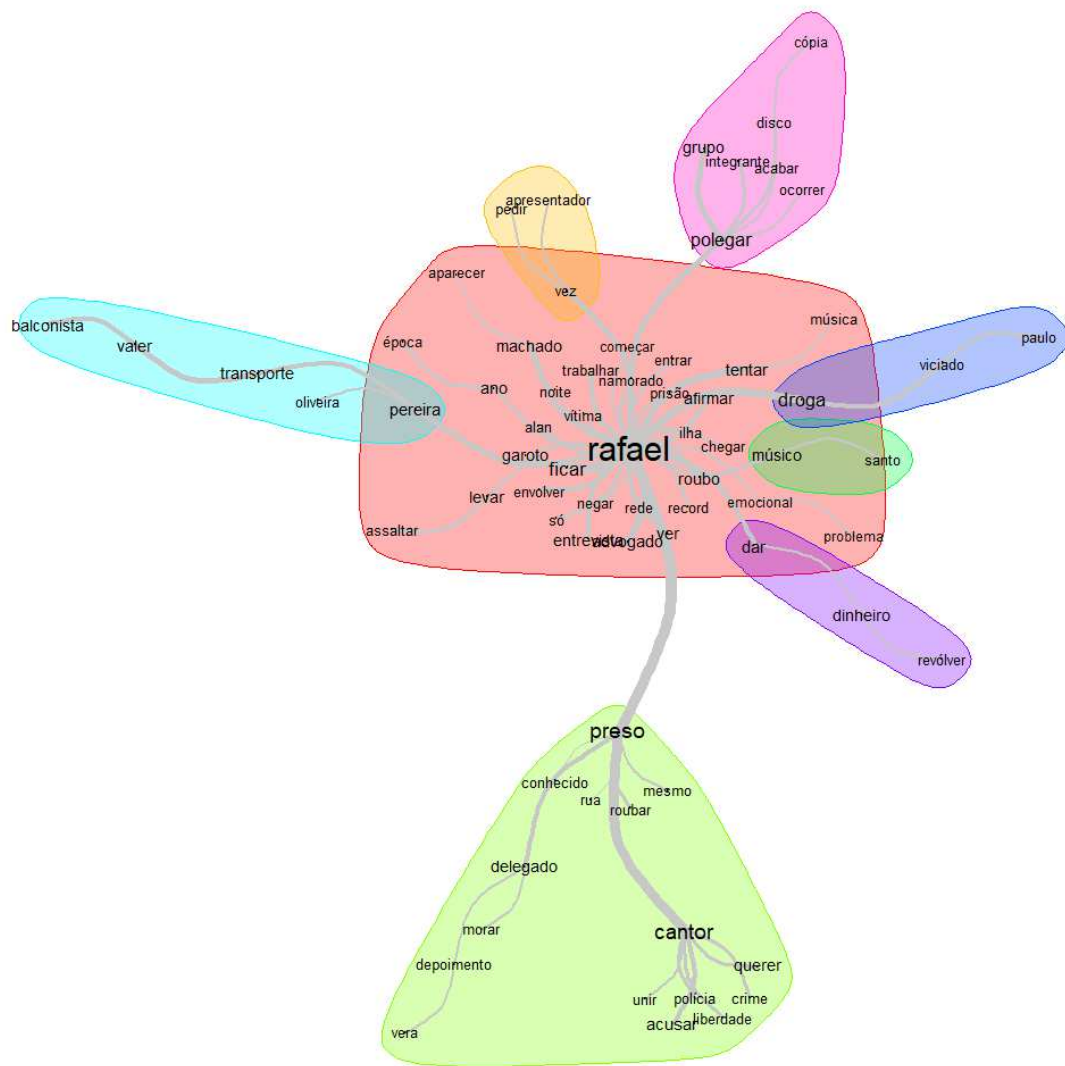 cópia
disco
grupo
integrante
acabar
ocorrer
polegar
apresentador
pedir
vez
aparecer
música
balconista
valer
transporte
oliveira
pereira
época
machado
começar
entrar
tentar
trabalhar
namorado
prisão
afirmar
ano
noite
vítima
alan
rafael
ilha
chegar
garoto
ficar
roubo
levar
envolver
negar
rede
record
emocional
só
ver
assaltar
entrevista
advogado
problema
droga
viciado
paulo
músico
santo
dar
dinheiro
revólver
preso
conhecido
rua
mesmo
roubar
delegado
morar
depoimento
vera
cantor
querer
unir
polícia
crime
acusar
liberdade